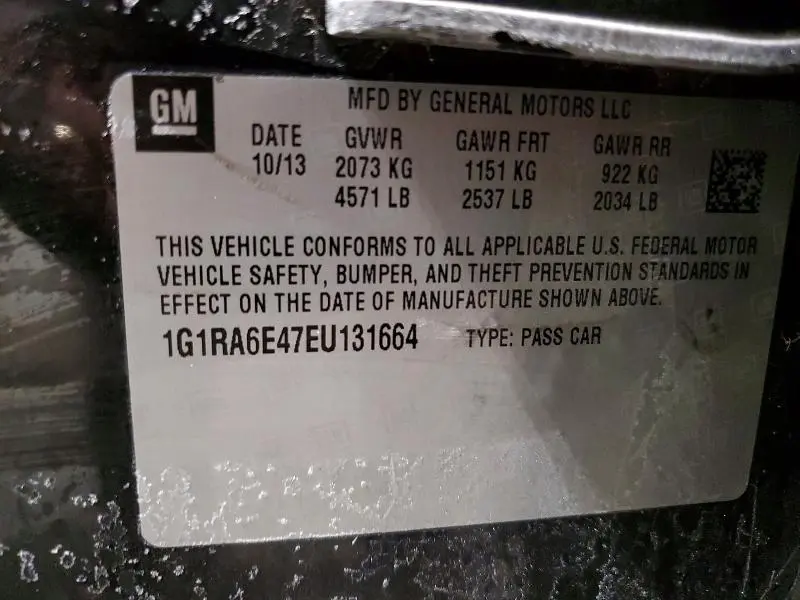 GM
MFD BY GENERAL MOTORS LLC
DATE GVWR GAWR FRT GAWR RR
10/13 2073 KG 1151 KG 922 KG
4571 LB 2537 LB 2034 LB
THIS VEHICLE CONFORMS TO ALL APPLICABLE U.S. FEDERAL MOTOR
VEHICLE SAFETY, BUMPER, AND THEFT PREVENTION STANDARDS IN
EFFECT ON THE DATE OF MANUFACTURE SHOWN ABOVE.
1G1RA6E47EU131664 TYPE: PASS CAR